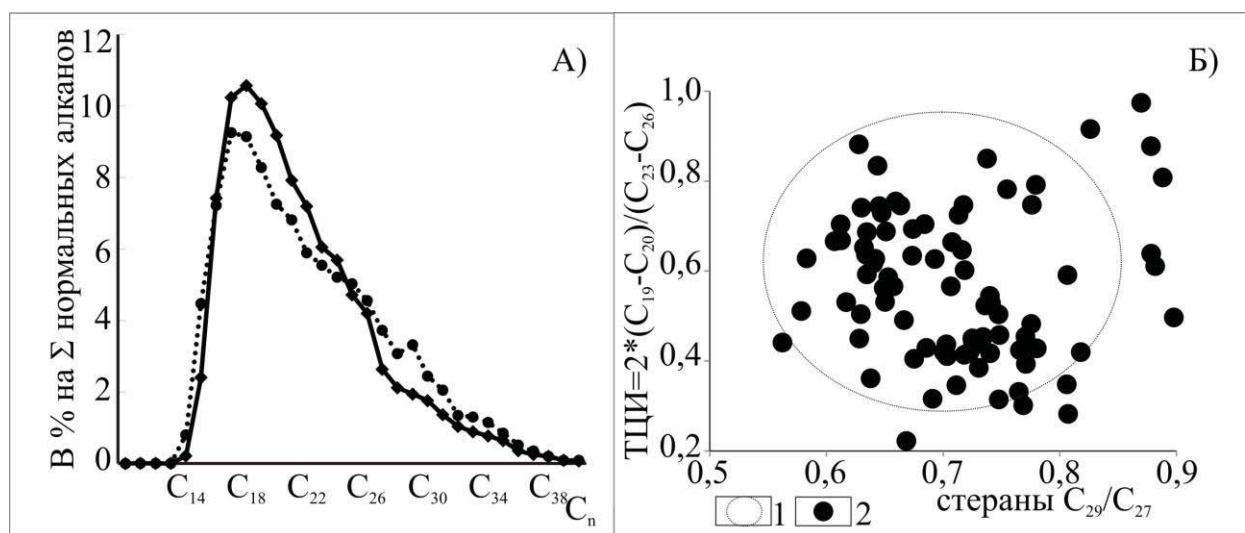 А)
В % на Σ нормальных алканов
12
10
8
6
4
2
0
C₁₄ C₁₈ C₂₂ C₂₆ C₃₀ C₃₄ C₃₈
Cₙ
Б)
ТЦИ=2*(C₁₉-C₂₀)/(C₂₃-C₂₆)
1,0
0,8
0,6
0,4
0,2
0,5 0,6 0,7 0,8 0,9
стераны C₂₉/C₂₇
1 2